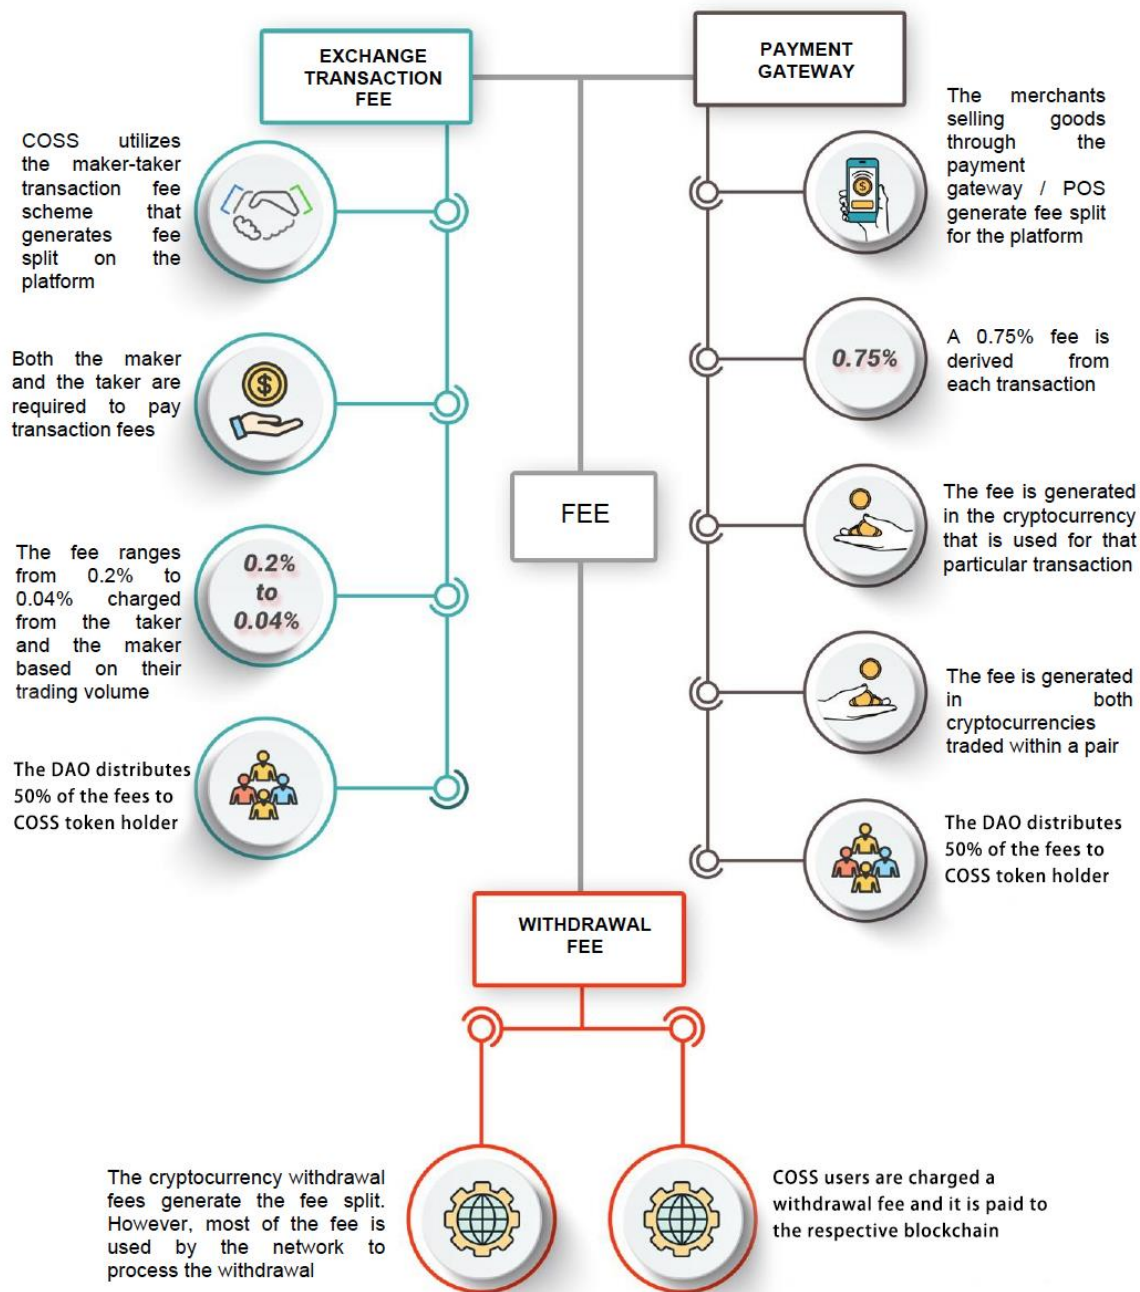 EXCHANGE
TRANSACTION
FEE
COSS utilizes
the maker-taker
transaction fee
scheme that
generates fee
split on the
platform
Both the maker
and the taker are
required to pay
transaction fees
The fee ranges
from 0.2% to
0.04% charged
from the taker
and the maker
based on their
trading volume
0.2%
to
0.04%
The DAO distributes
50% of the fees to
COSS token holder
FEE
PAYMENT
GATEWAY
The merchants
selling goods
through the
payment
gateway / POS
generate fee split
for the platform
0.75%
A 0.75% fee is
derived from
each transaction
The fee is generated
in the cryptocurrency
that is used for that
particular transaction
The fee is generated
in both
cryptocurrencies
traded within a pair
The DAO distributes
50% of the fees to
COSS token holder
WITHDRAWAL
FEE
The cryptocurrency withdrawal
fees generate the fee split.
However, most of the fee is
used by the network to
process the withdrawal
COSS users are charged a
withdrawal fee and it is paid to
the respective blockchain